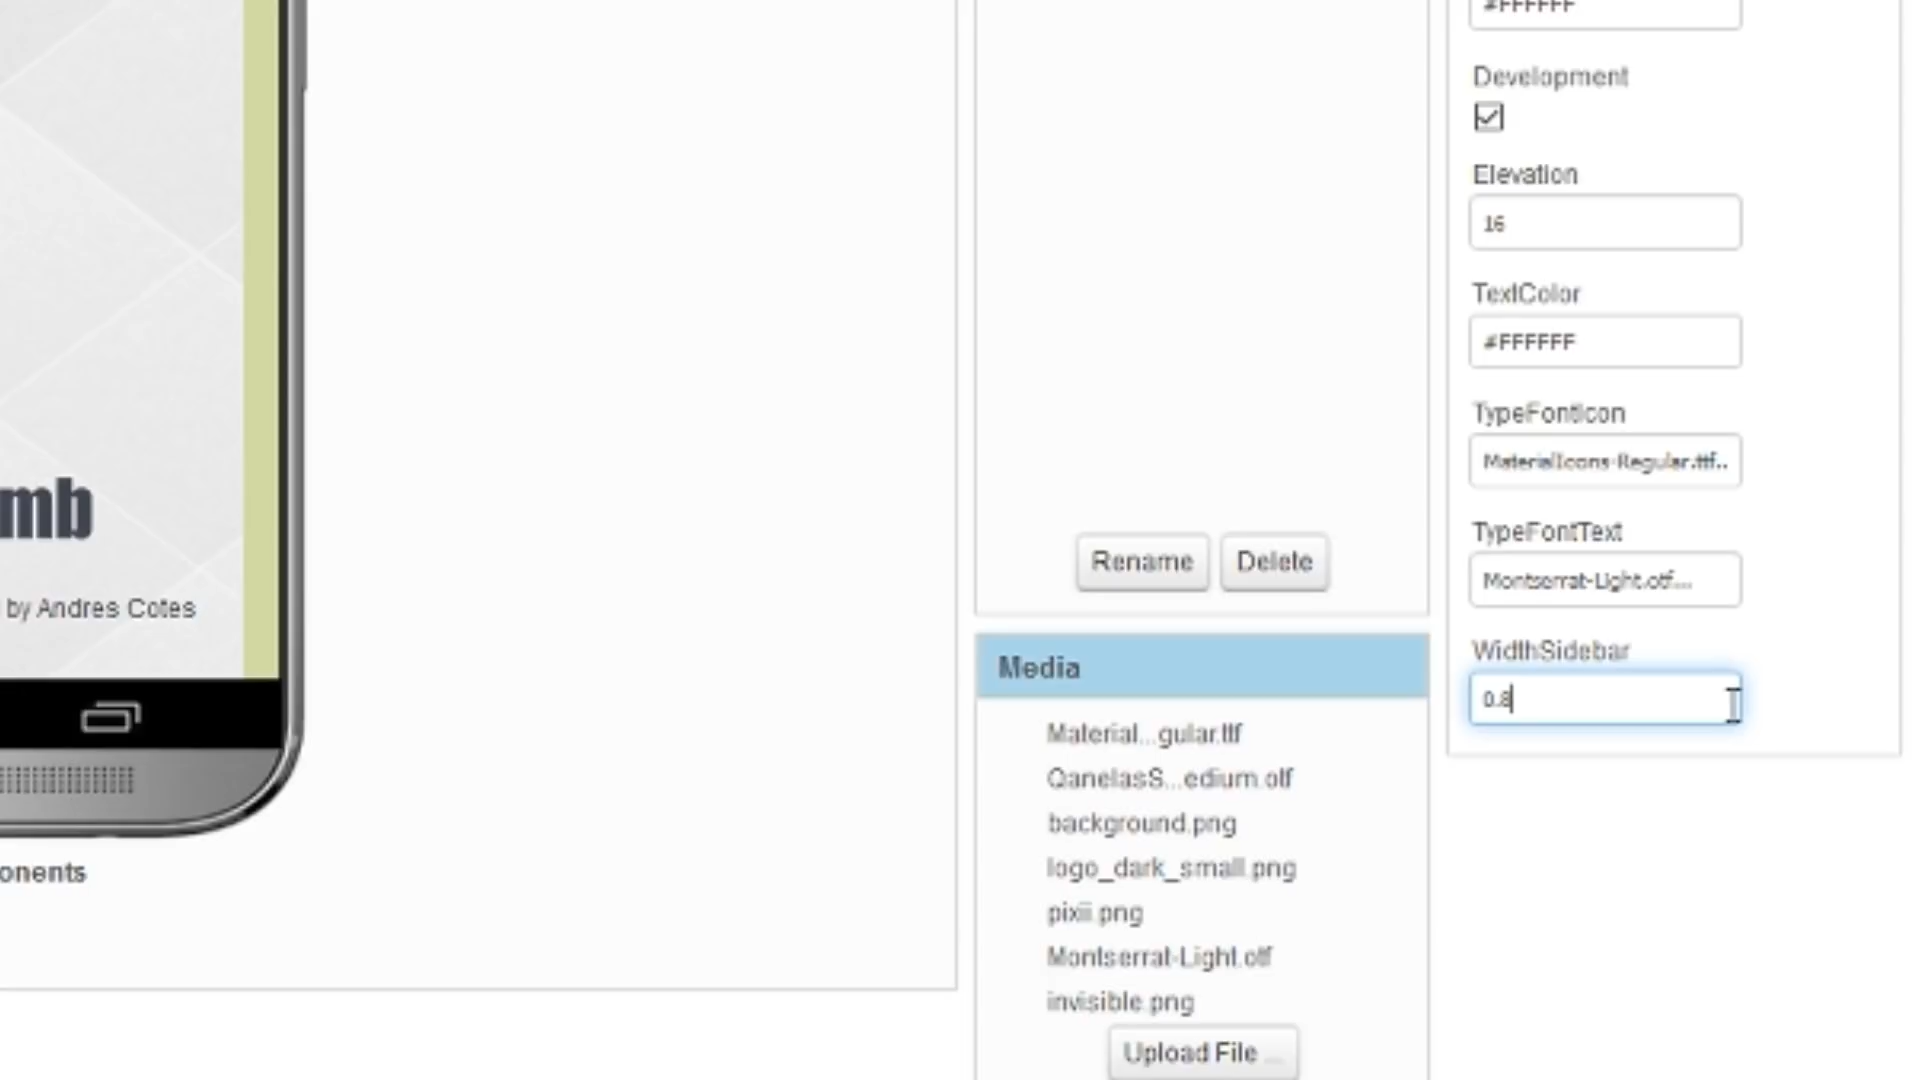 mb
by Andres Cotes
onents
Rename
Delete
Media
Material...gular.ttf
QanelasS...edium.otf
background.png
logo_dark_small.png
pixii.png
Montserrat-Light.otf
invisible.png
Upload File ...
#FFFFFF
Development
Elevation
16
TextColor
#FFFFFF
TypeFontIcon
MaterialIcons-Regular.ttf...
TypeFontText
Montserrat-Light.otf...
WidthSidebar
0.8